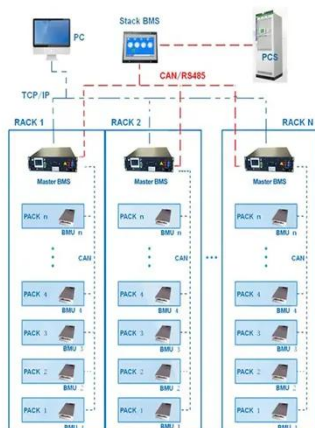 PC
Stack BMS
PCS
CAN/RS485
TCP/IP
RACK 1
RACK 2
RACK N
Master BMS
Master BMS
Master BMS
PACK n
PACK n
PACK n
BMU n
BMU n
BMU n
CAN
CAN
CAN
PACK 4
PACK 4
PACK 4
BMU 4
BMU 4
BMU 4
PACK 3
PACK 3
PACK 3
BMU 3
BMU 3
BMU 3
PACK 2
PACK 2
PACK 2
BMU 2
BMU 2
BMU 2
PACK 1
PACK 1
PACK 1